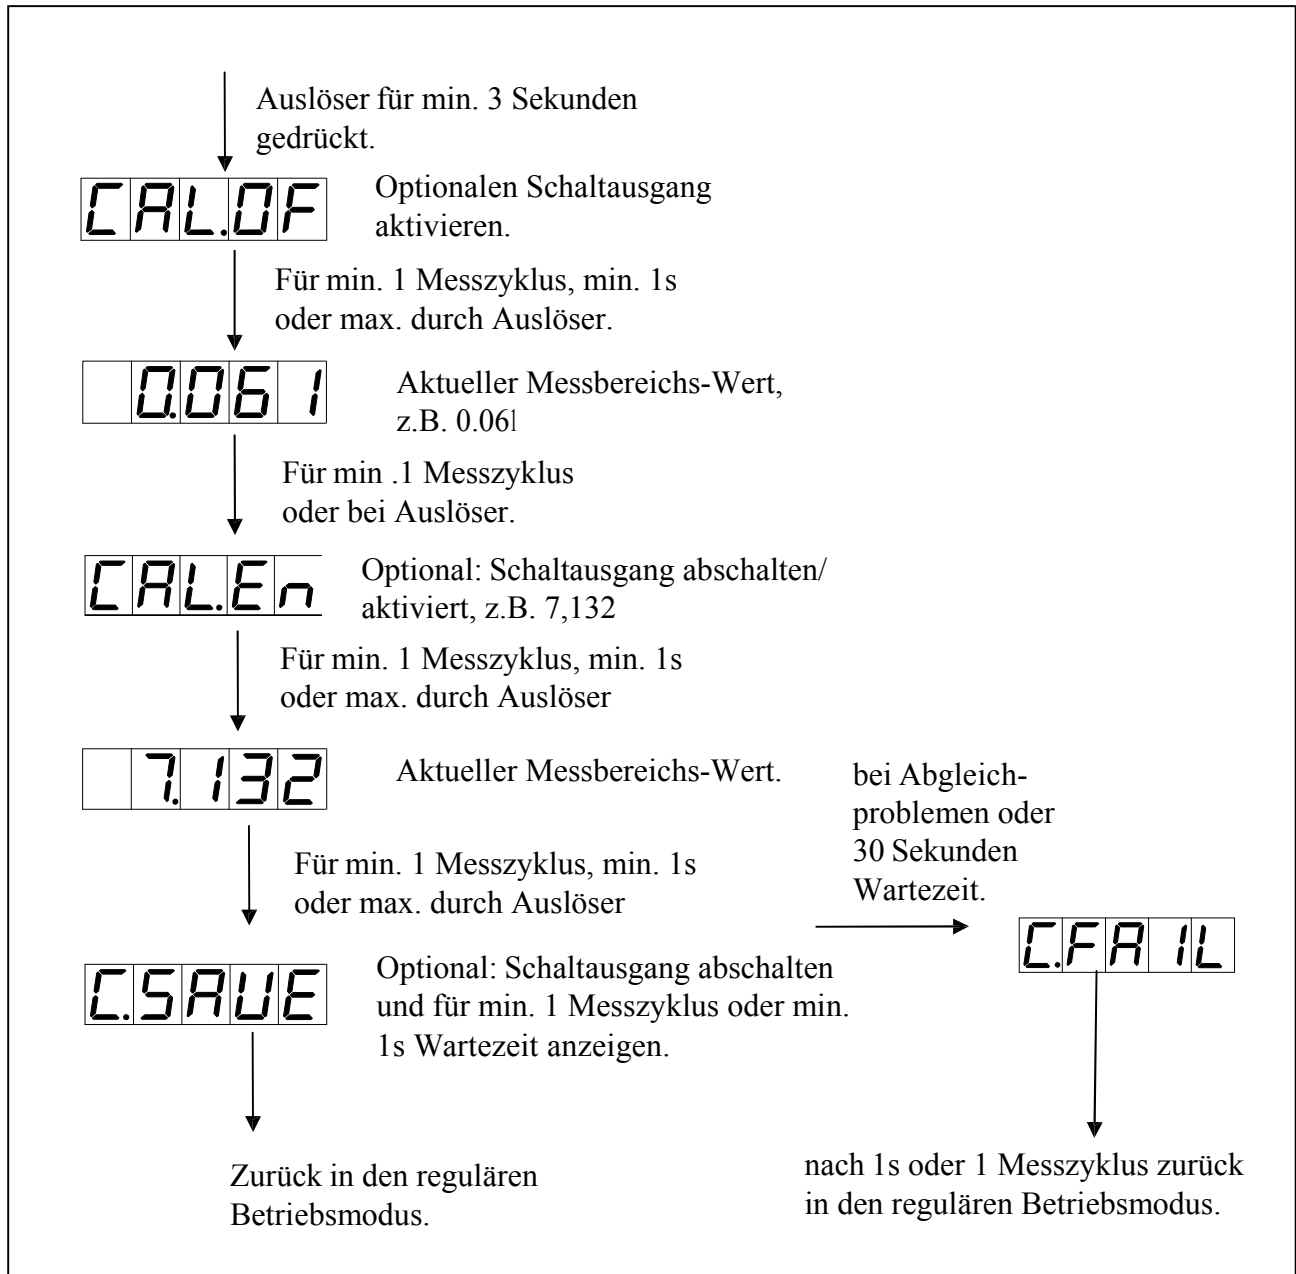 Auslöser für min. 3 Sekunden
gedrückt.
CAL.OF
Optionalen Schaltausgang
aktivieren.
Für min. 1 Messzyklus, min. 1s
oder max. durch Auslöser.
0.061
Aktueller Messbereichs-Wert,
z.B. 0.061
Für min .1 Messzyklus
oder bei Auslöser.
CAL.En
Optional: Schaltausgang abschalten/
aktiviert, z.B. 7,132
Für min. 1 Messzyklus, min. 1s
oder max. durch Auslöser
7.132
Aktueller Messbereichs-Wert.
bei Abgleich-
problemen oder
30 Sekunden
Wartezeit.
Für min. 1 Messzyklus, min. 1s
oder max. durch Auslöser
C.FAIL
C.SAVE
Optional: Schaltausgang abschalten
und für min. 1 Messzyklus oder min.
1s Wartezeit anzeigen.
Zurück in den regulären
Betriebsmodus.
nach 1s oder 1 Messzyklus zurück
in den regulären Betriebsmodus.